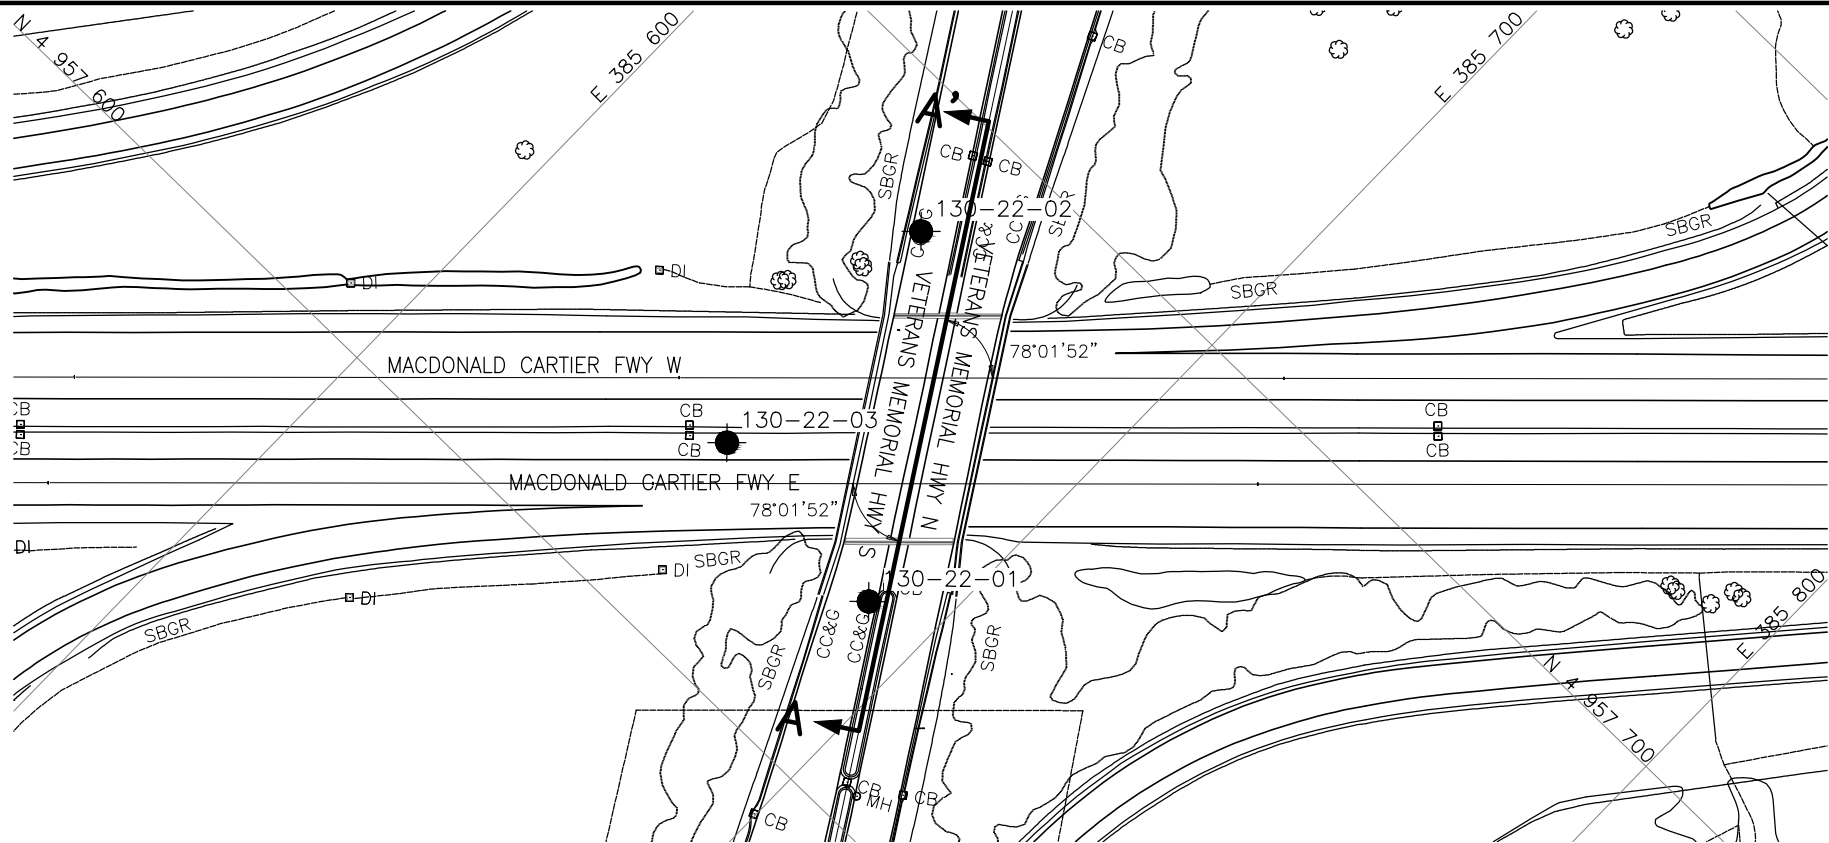 N 4 957 600
E 385 600
E 385 700
CB
A'
CB
CB
SBGR
130-22-02
CC&G
SBGR
SBGR
DI
DI
SBGR
VETERANS MEMORIAL HWY S
VETERANS MEMORIAL HWY N
78°01'52"
MACDONALD CARTIER FWY W
CB
CB
130-22-03
CB
CB
CB
CB
MACDONALD CARTIER FWY E
78°01'52"
DI
DI
SBGR
130-22-01
DI
SBGR
CC&G
CC&G
SBGR
SBGR
E 385 800
N 4 957 700
A
CB
MH
CB
CB